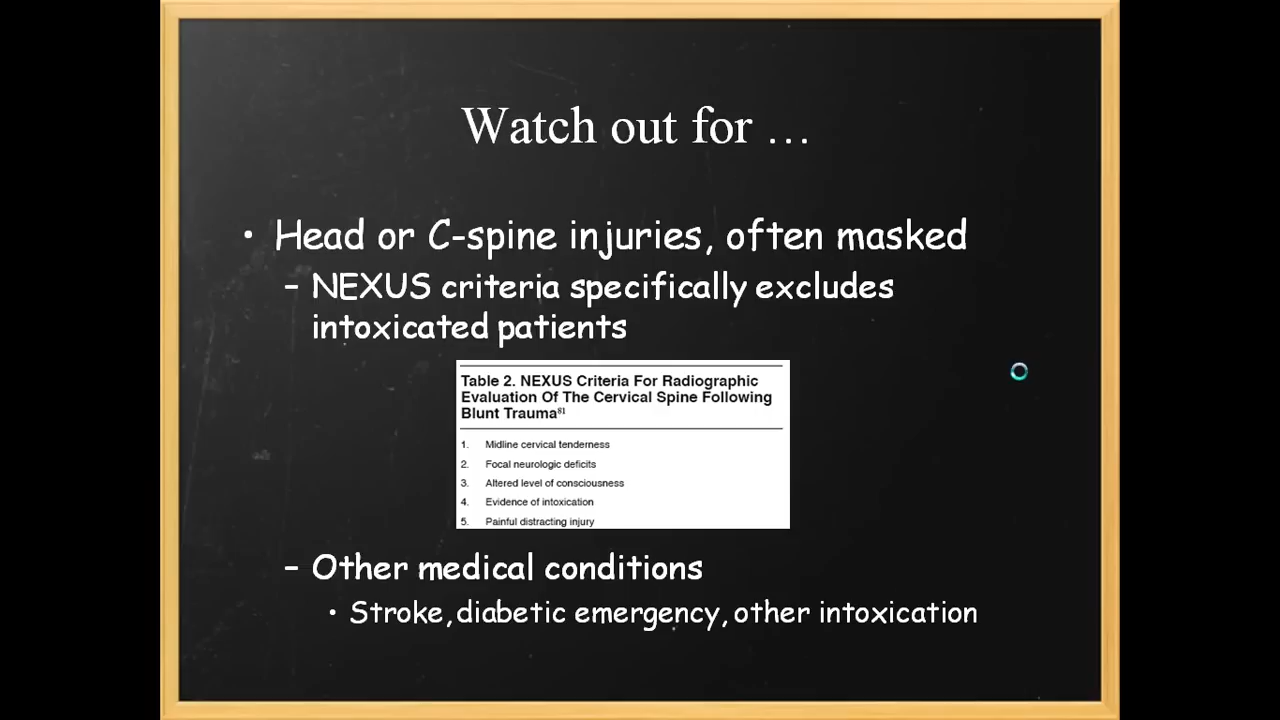 Watch out for ...
• Head or C-spine injuries, often masked
– NEXUS criteria specifically excludes
intoxicated patients
Table 2. NEXUS Criteria For Radiographic
Evaluation Of The Cervical Spine Following
Blunt Trauma⁸¹
1. Midline cervical tenderness
2. Focal neurologic deficits
3. Altered level of consciousness
4. Evidence of intoxication
5. Painful distracting injury
– Other medical conditions
• Stroke, diabetic emergency, other intoxication